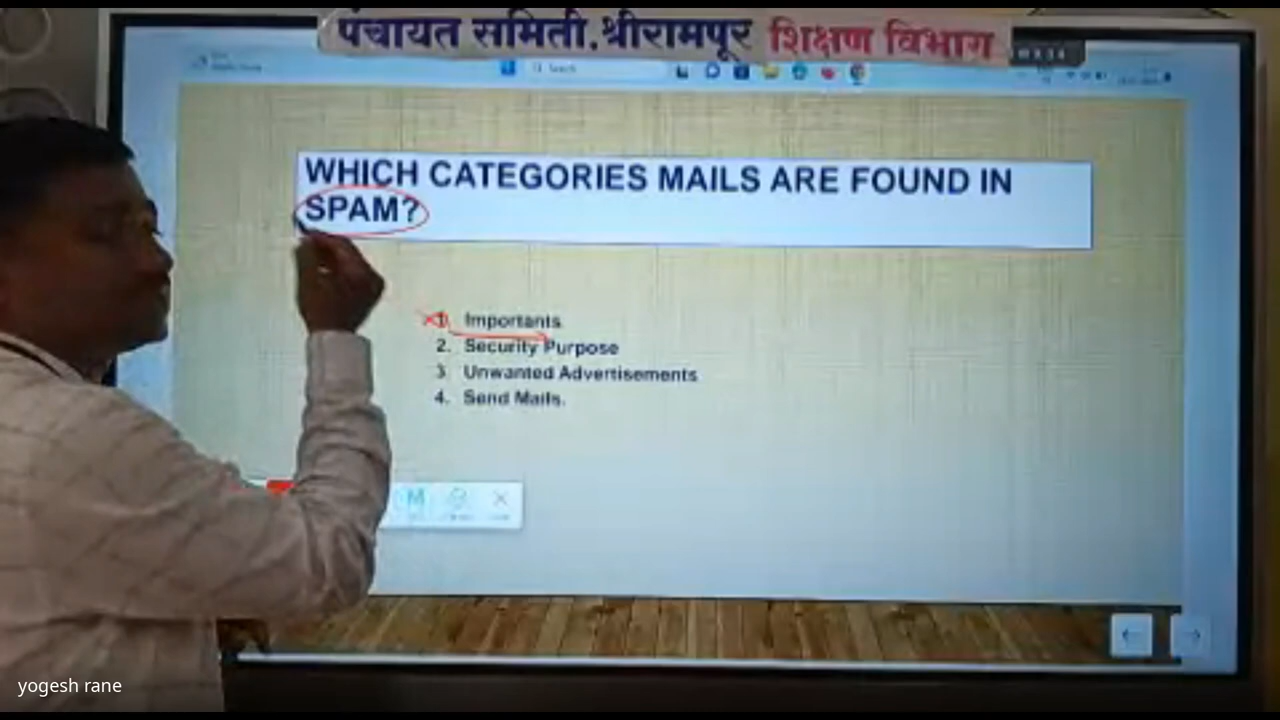 पंचायत समिती.श्रीरामपूर शिक्षण विभाग
Search
WHICH CATEGORIES MAILS ARE FOUND IN
SPAM?
1. Importants
2. Security Purpose
3 Unwanted Advertisements
4. Send Mails.
yogesh rane